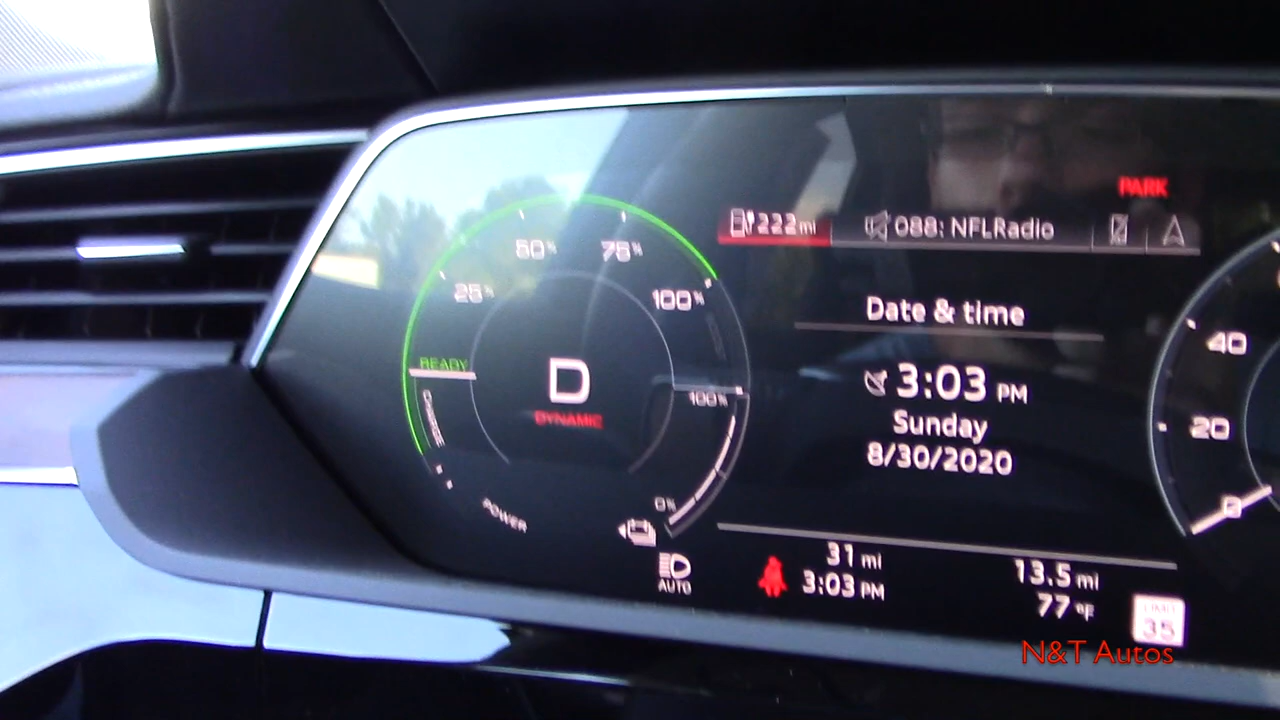 PARK
222 mi
088: NFLRadio
50%
75%
25%
100%
Date & time
READY
D
DYNAMIC
100%
CHARGE
3:03 PM
Sunday
8/30/2020
40
20
0
0%
POWER
AUTO
31 mi
3:03 PM
13.5 mi
77 °F
LIMIT
35
N&T Autos